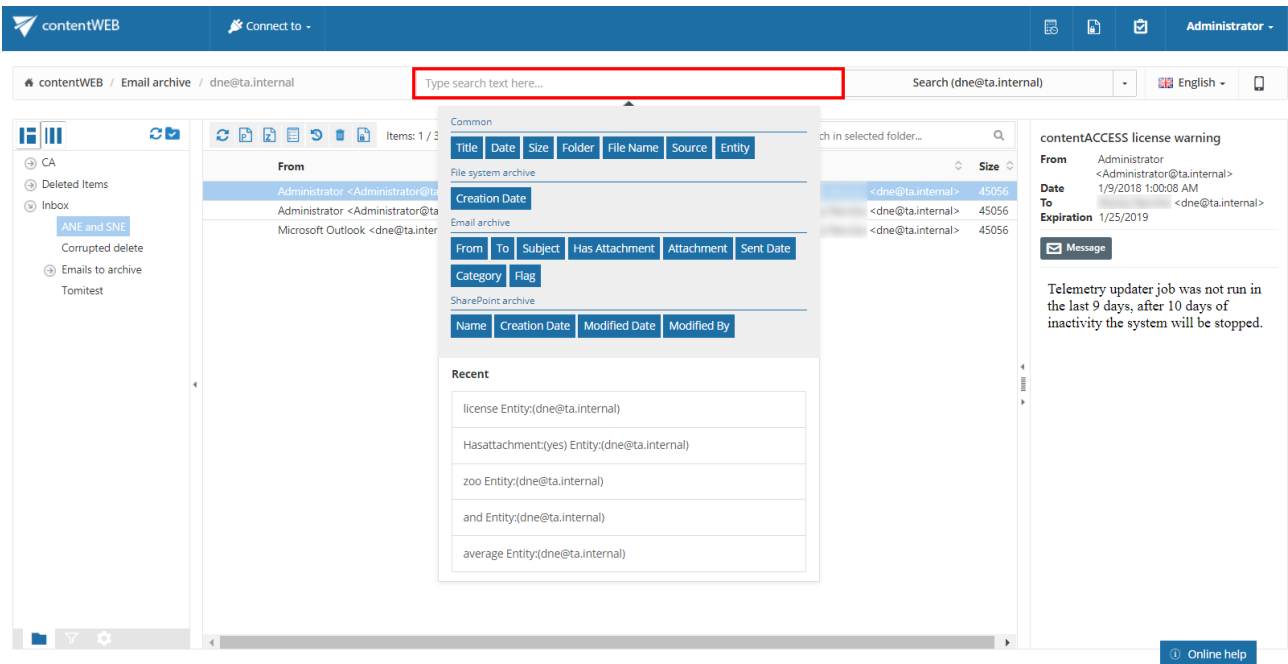 contentWEB
Connect to
Administrator
contentWEB / Email archive / dne@ta.internal
Type search text here...
Search (dne@ta.internal)
English
CA
Deleted Items
Inbox
ANE and SNE
Corrupted delete
Emails to archive
Tomitest
Items: 1 / 3
ch in selected folder...
From
Size
Administrator <Administrator@ta
<dne@ta.internal> 45056
Administrator <Administrator@ta
<dne@ta.internal> 45056
Microsoft Outlook <dne@ta.inter
<dne@ta.internal> 45056
Common
Title Date Size Folder File Name Source Entity
File system archive
Creation Date
Email archive
From To Subject Has Attachment Attachment Sent Date
Category Flag
SharePoint archive
Name Creation Date Modified Date Modified By
Recent
license Entity:(dne@ta.internal)
Hasattachment:(yes) Entity:(dne@ta.internal)
zoo Entity:(dne@ta.internal)
and Entity:(dne@ta.internal)
average Entity:(dne@ta.internal)
contentACCESS license warning
From Administrator
<Administrator@ta.internal>
Date 1/9/2018 1:00:08 AM
To <dne@ta.internal>
Expiration 1/25/2019
Message
Telemetry updater job was not run in
the last 9 days, after 10 days of
inactivity the system will be stopped.
Online help